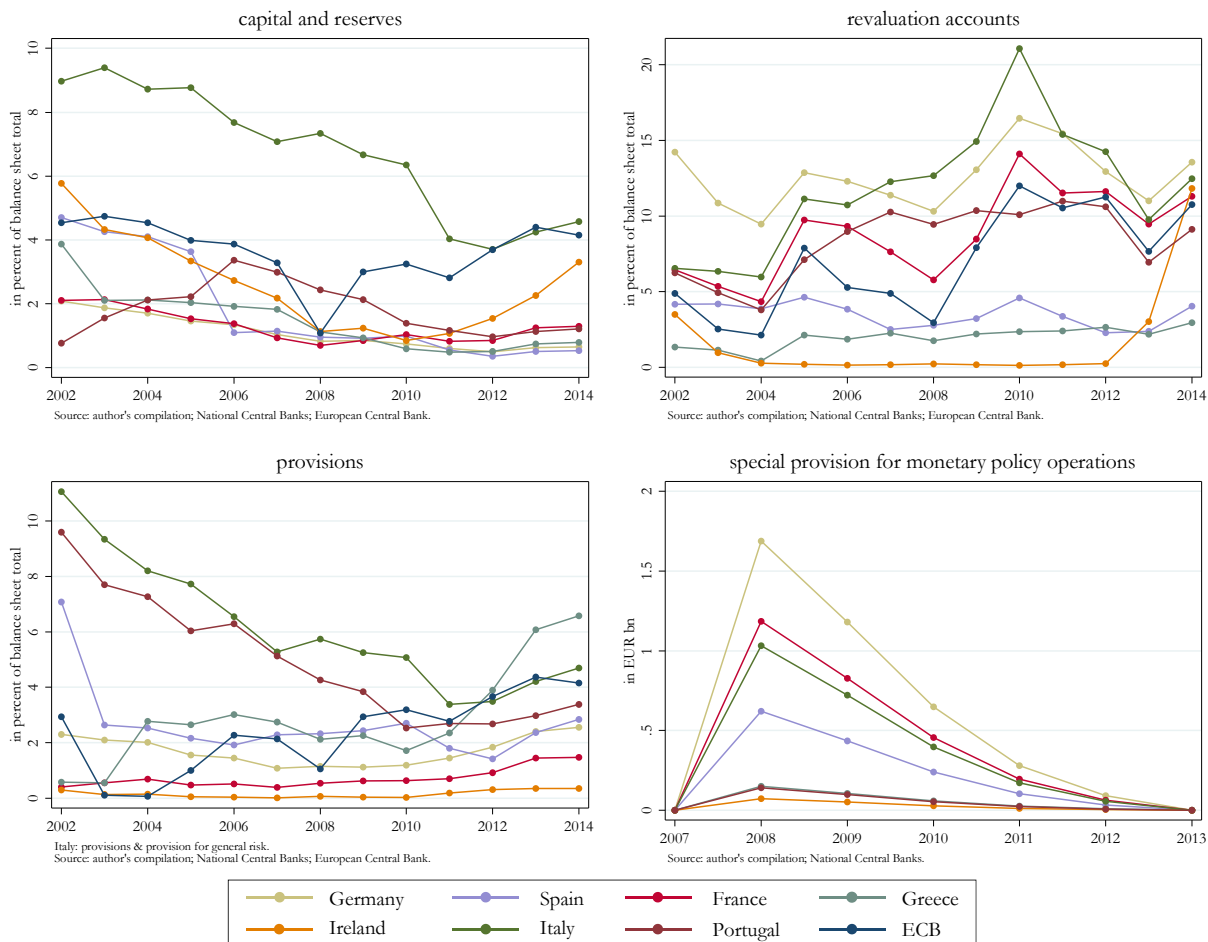 capital and reserves
in percent of balance sheet total
0 2 4 6 8 10
2002 2004 2006 2008 2010 2012 2014
Source: author's compilation; National Central Banks; European Central Bank.
revaluation accounts
in percent of balance sheet total
0 5 10 15 20
2002 2004 2006 2008 2010 2012 2014
Source: author's compilation; National Central Banks; European Central Bank.
provisions
in percent of balance sheet total
0 2 4 6 8 10
2002 2004 2006 2008 2010 2012 2014
Italy: provisions & provision for general risk.
Source: author's compilation; National Central Banks; European Central Bank.
special provision for monetary policy operations
in EUR bn
0 .5 1 1.5 2
2007 2008 2009 2010 2011 2012 2013
Source: author's compilation; National Central Banks.
Germany Spain France Greece
Ireland Italy Portugal ECB